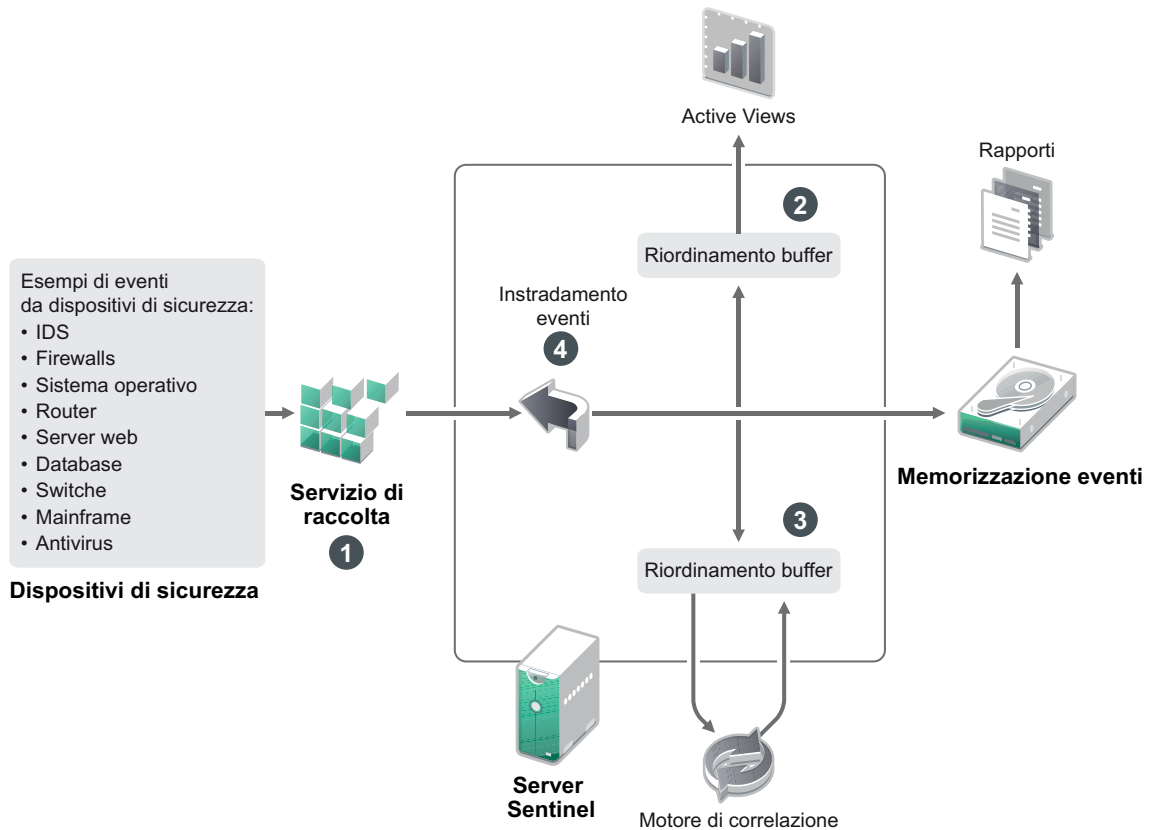 Active Views
Rapporti
2
Riordinamento buffer
Esempi di eventi
da dispositivi di sicurezza:
• IDS
• Firewalls
• Sistema operativo
• Router
• Server web
• Database
• Switche
• Mainframe
• Antivirus
Dispositivi di sicurezza
Instradamento
eventi
4
Servizio di
raccolta
1
Memorizzazione eventi
3
Riordinamento buffer
Server
Sentinel
Motore di correlazione